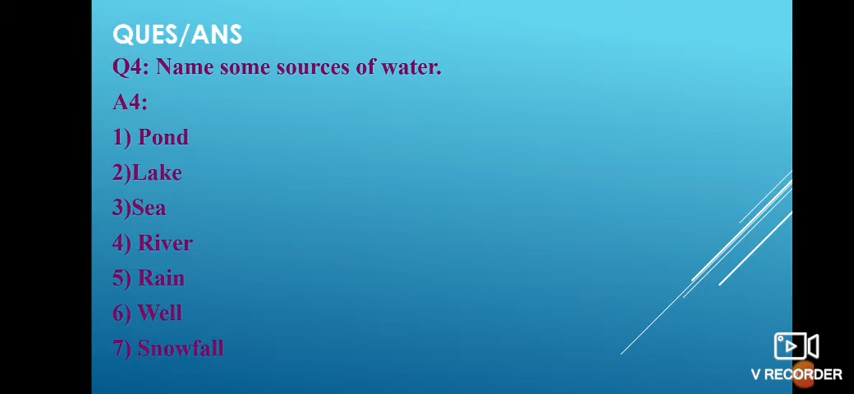 QUES/ANS
Q4: Name some sources of water.
A4:
1) Pond
2)Lake
3)Sea
4) River
5) Rain
6) Well
7) Snowfall
V RECORDER